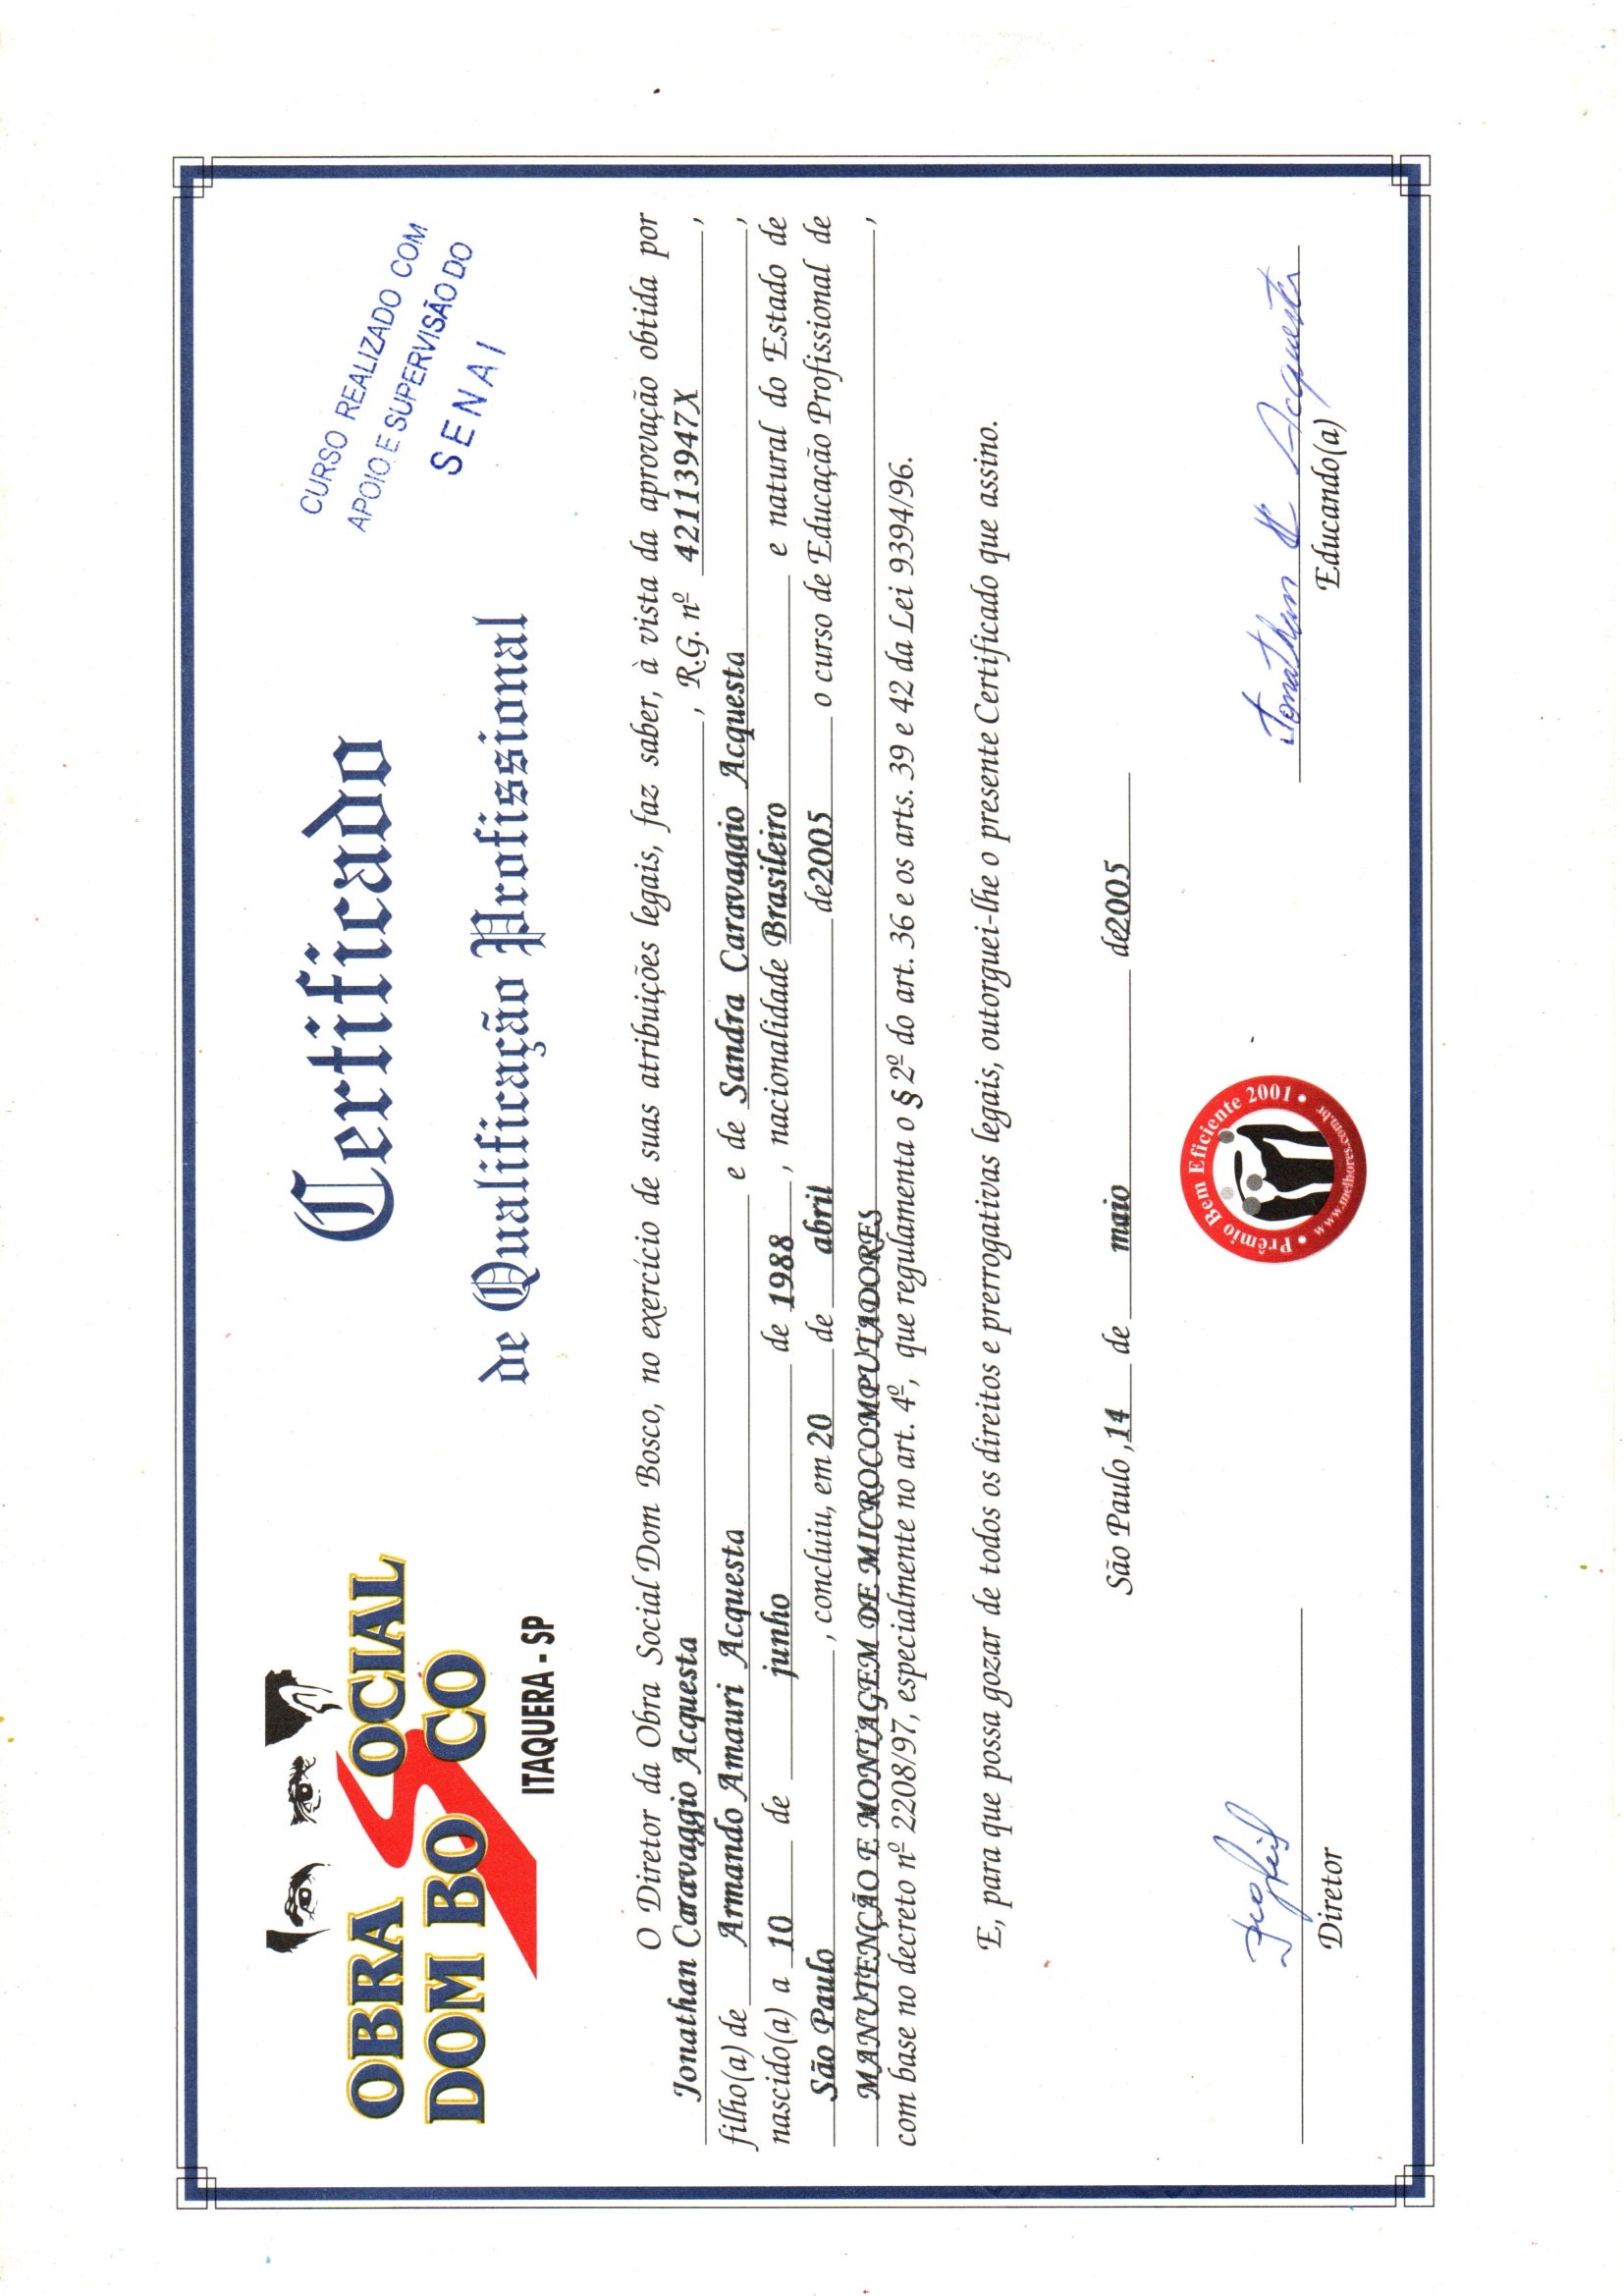 OBRA SOCIAL
DOM BOSCO
ITAQUERA - SP
Certificado
de Qualificação Profissional
CURSO REALIZADO COM
APOIO E SUPERVISÃO DO
SENAI
O Diretor da Obra Social Dom Bosco, no exercício de suas atribuições legais, faz saber, à vista da aprovação obtida por
Jonathan Caravaggio Acquesta, R.G. nº 42113947X,
filho(a) de Armando Amauri Acquesta e de Sandra Caravaggio Acquesta,
nascido(a) a 10 de junho de 1988, nacionalidade Brasileiro e natural do Estado de
São Paulo, concluiu, em 20 de abril de 2005 o curso de Educação Profissional de
MANUTENÇÃO E MONTAGEM DE MICROCOMPUTADORES,
com base no decreto nº 2208/97, especialmente no art. 4º, que regulamenta o § 2º do art. 36 e os arts. 39 e 42 da Lei 9394/96.
E, para que possa gozar de todos os direitos e prerrogativas legais, outorguei-lhe o presente Certificado que assino.
São Paulo, 14 de maio de 2005
Prêmio Bem Eficiente 2001
www.melhores.com.br
Jonathan Acquesta
Diretor
Educando(a)